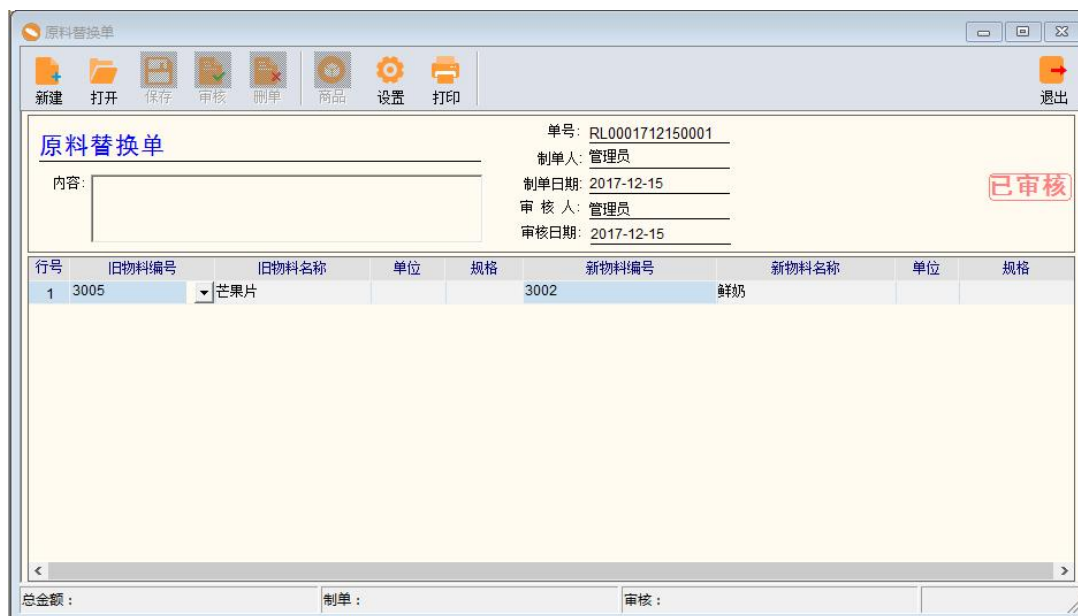 原料替换单
新建 打开 保存 审核 删单 商品 设置 打印 退出
原料替换单
内容:
单号: RL0001712150001
制单人: 管理员
制单日期: 2017-12-15
审 核 人: 管理员
审核日期: 2017-12-15
已审核
行号 旧物料编号 旧物料名称 单位 规格 新物料编号 新物料名称 单位 规格
1 3005 芒果片 3002 鲜奶
总金额: 制单: 审核: